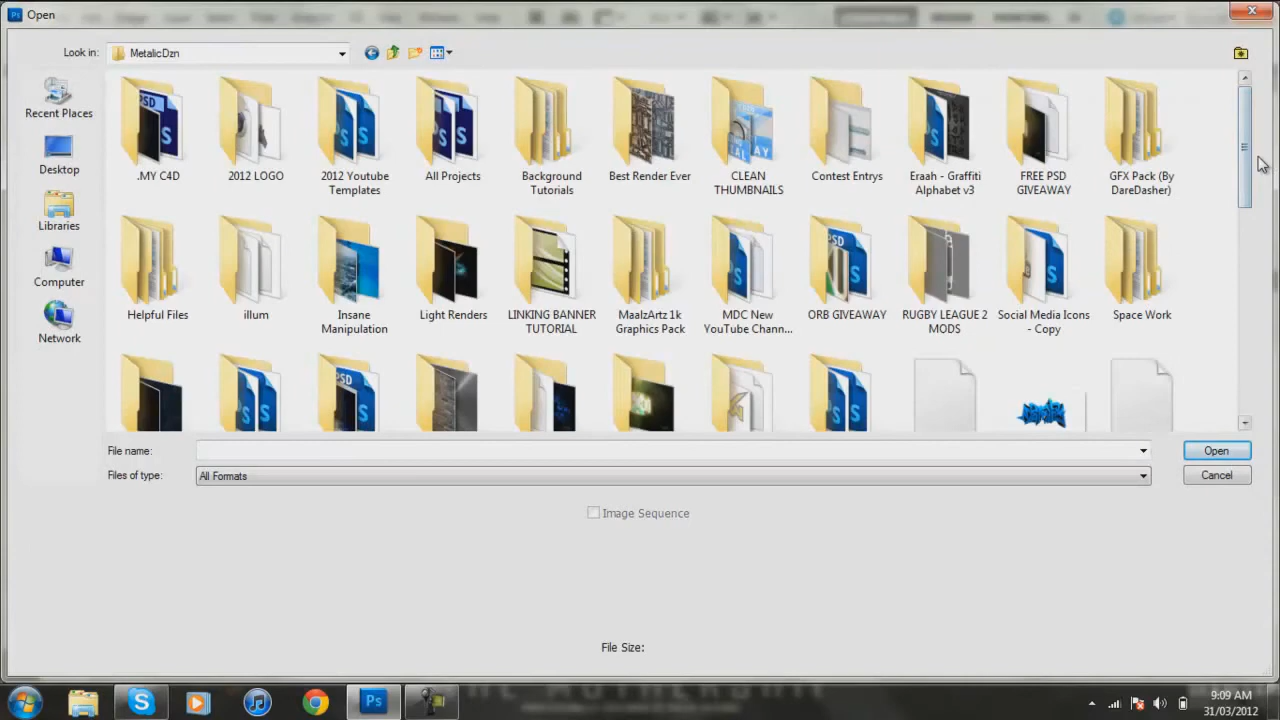 Open
Look in: MetalicDzn
Recent Places
Desktop
Libraries
Computer
Network
.MY C4D
2012 LOGO
2012 Youtube
Templates
All Projects
Background
Tutorials
Best Render Ever
CLEAN
THUMBNAILS
Contest Entrys
Eraah - Graffiti
Alphabet v3
FREE PSD
GIVEAWAY
GFX Pack (By
DareDasher)
Helpful Files
illum
Insane
Manipulation
Light Renders
LINKING BANNER
TUTORIAL
MaalzArtz 1k
Graphics Pack
MDC New
YouTube Chann...
ORB GIVEAWAY
RUGBY LEAGUE 2
MODS
Social Media Icons
- Copy
Space Work
File name:
Open
Files of type: All Formats
Cancel
Image Sequence
File Size:
9:09 AM
31/03/2012